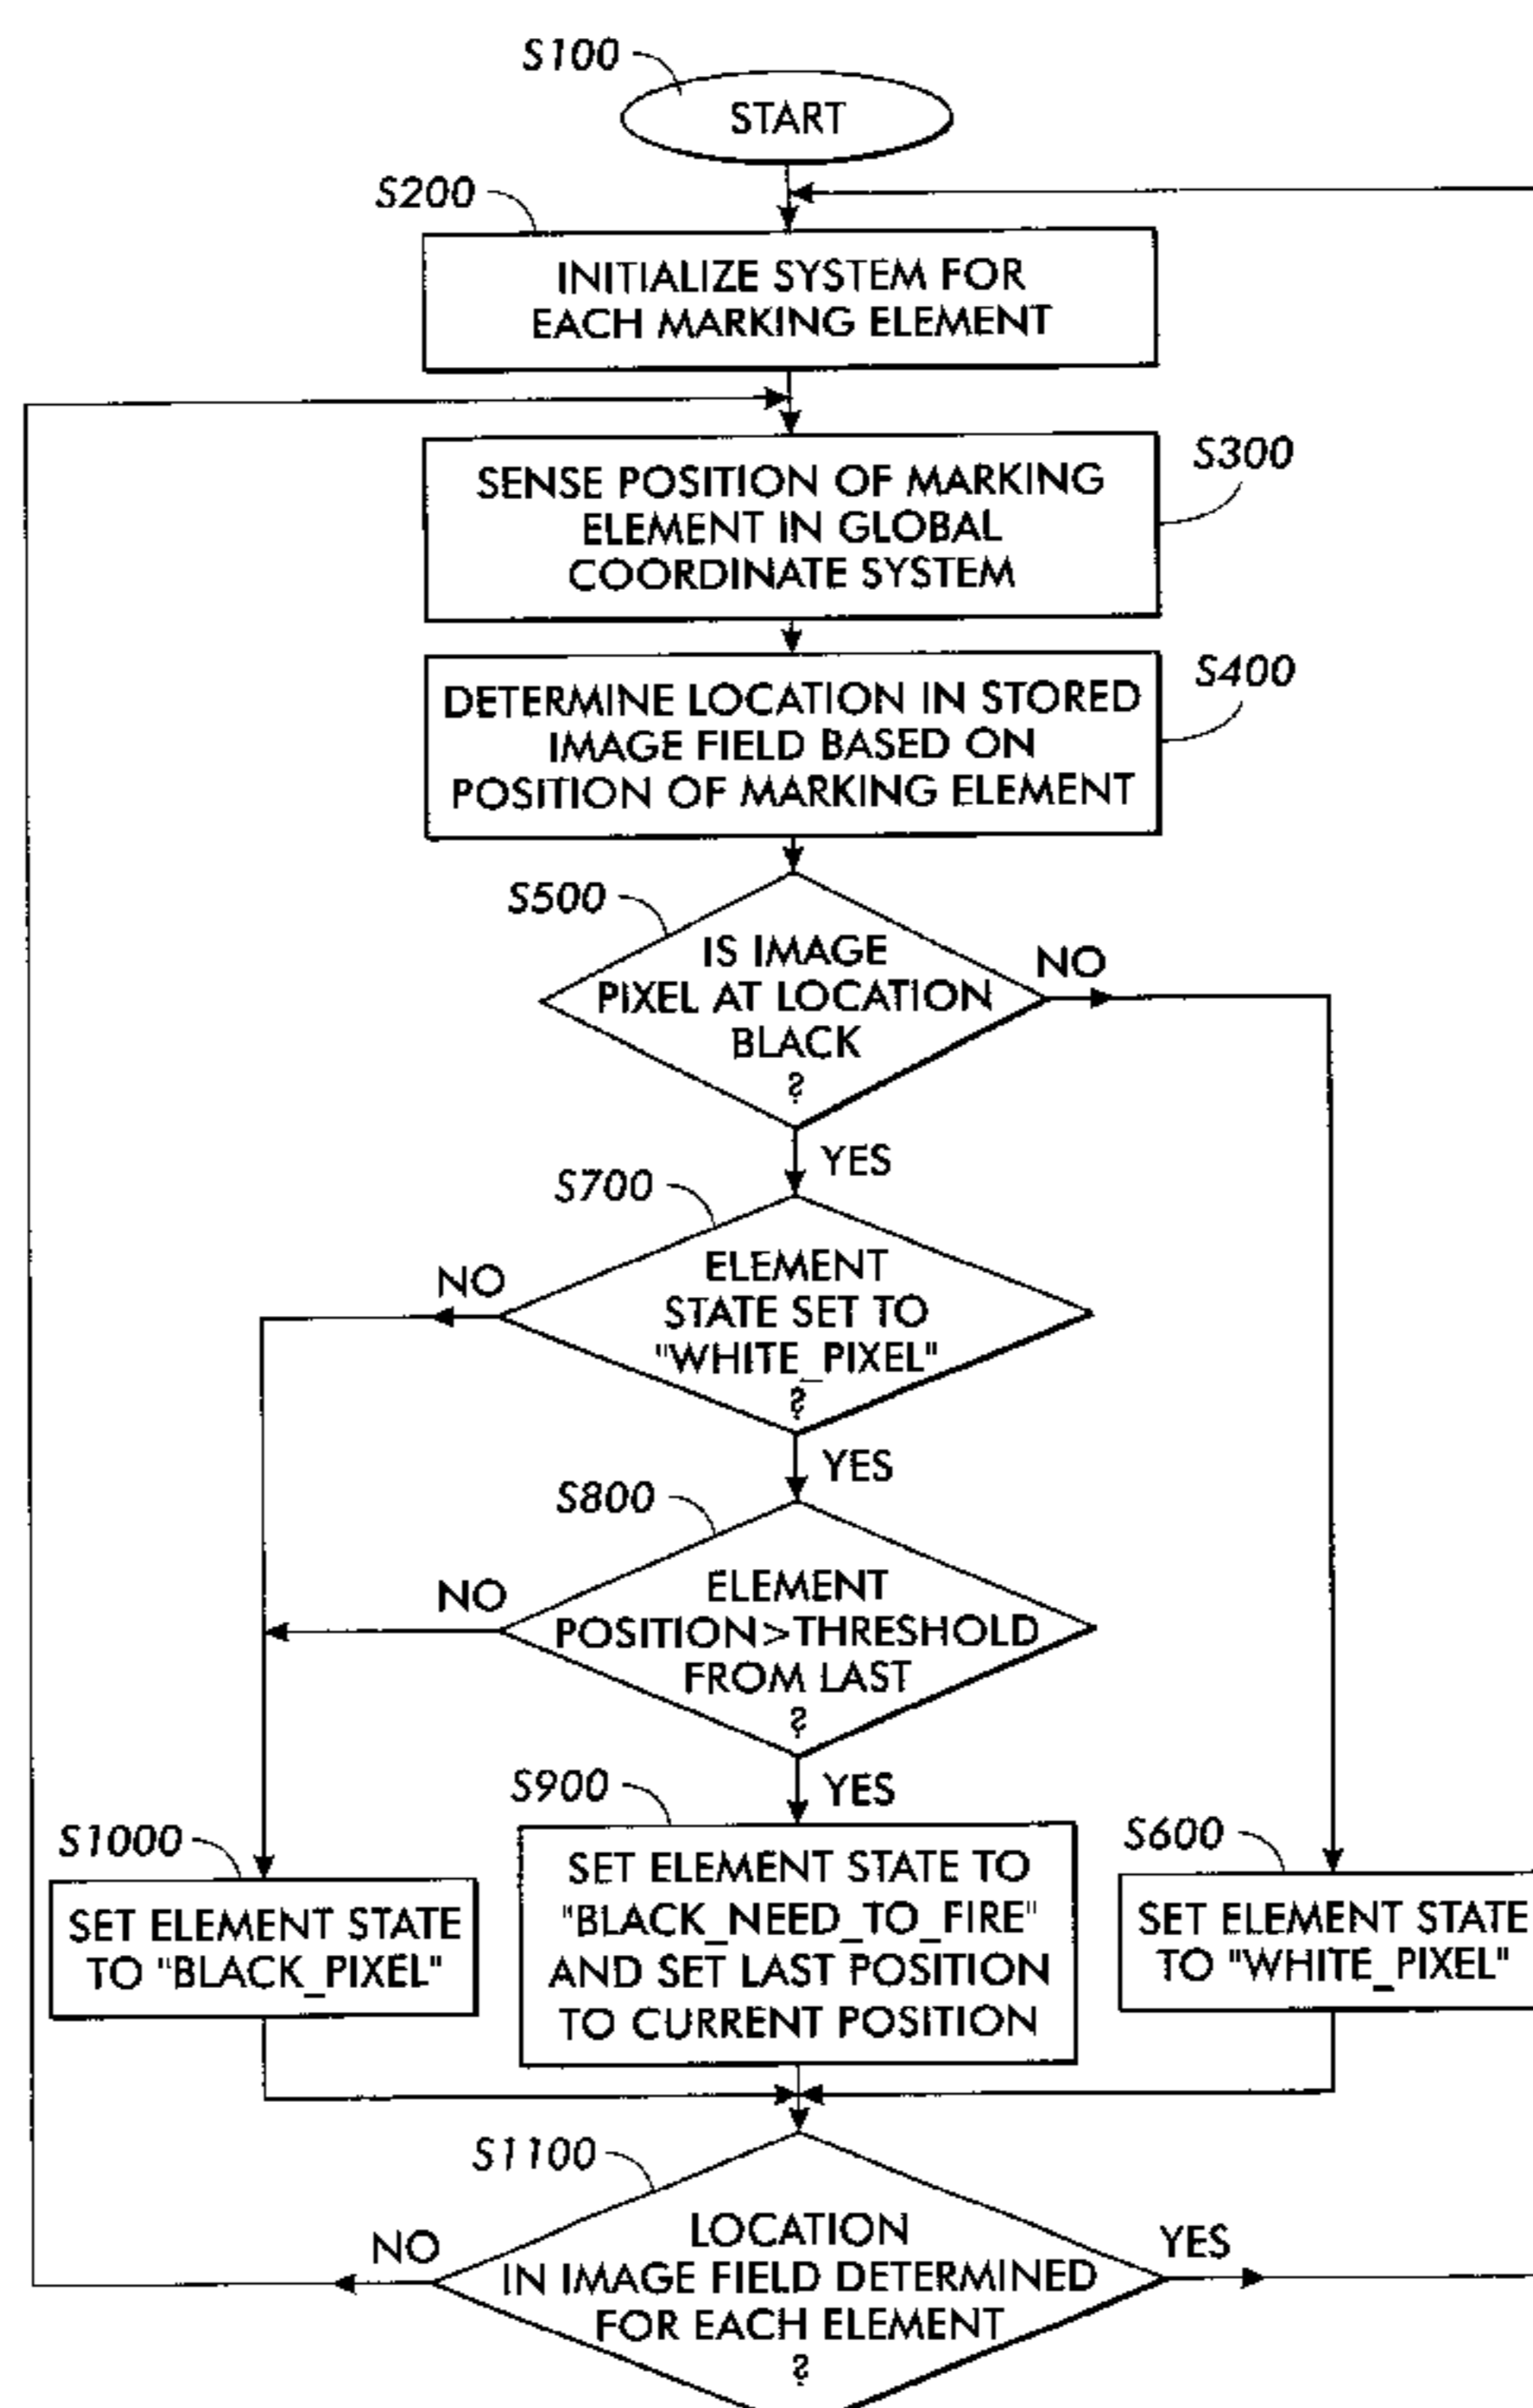 S100
START
S200
INITIALIZE SYSTEM FOR
EACH MARKING ELEMENT
SENSE POSITION OF MARKING
ELEMENT IN GLOBAL
COORDINATE SYSTEM
S300
DETERMINE LOCATION IN STORED
IMAGE FIELD BASED ON
POSITION OF MARKING ELEMENT
S400
S500
IS IMAGE
PIXEL AT LOCATION
BLACK
?
NO
YES
S700
ELEMENT
STATE SET TO
"WHITE_PIXEL"
?
NO
YES
S800
ELEMENT
POSITION>THRESHOLD
FROM LAST
?
NO
YES
S900
SET ELEMENT STATE TO
"BLACK_NEED_TO_FIRE"
AND SET LAST POSITION
TO CURRENT POSITION
S1000
SET ELEMENT STATE
TO "BLACK_PIXEL"
S600
SET ELEMENT STATE
TO "WHITE_PIXEL"
S1100
LOCATION
IN IMAGE FIELD DETERMINED
FOR EACH ELEMENT
?
NO
YES